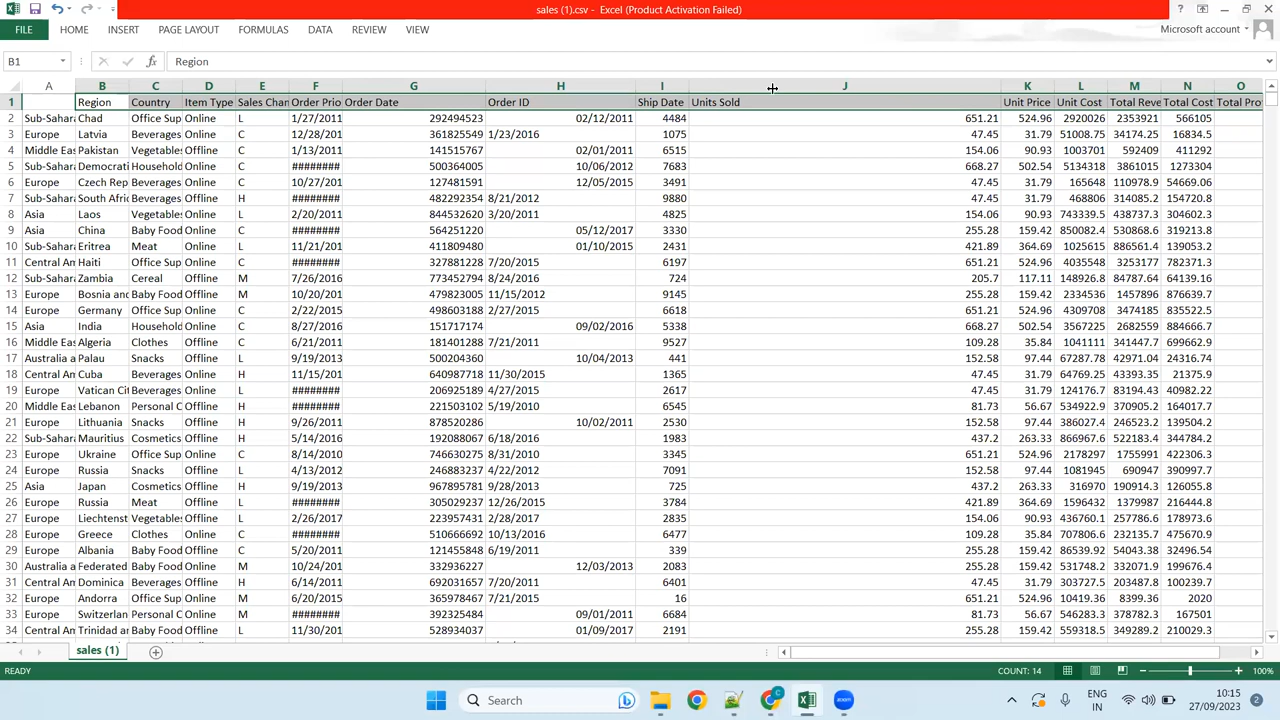 sales (1).csv - Excel (Product Activation Failed)
FILE HOME INSERT PAGE LAYOUT FORMULAS DATA REVIEW VIEW Microsoft account
B1 fx Region
A B C D E F G H I J K L M N O
1 Region Country Item Type Sales Chan Order Prio Order Date Order ID Ship Date Units Sold Unit Price Unit Cost Total Reve Total Cost Total Pro
2 Sub-Sahara Chad Office Sup Online L 1/27/2011 292494523 02/12/2011 4484 651.21 524.96 2920026 2353921 566105
3 Europe Latvia Beverages Online C 12/28/201 361825549 1/23/2016 1075 47.45 31.79 51008.75 34174.25 16834.5
4 Middle Eas Pakistan Vegetables Offline C 1/13/2011 141515767 02/01/2011 6515 154.06 90.93 1003701 592409 411292
5 Sub-Sahara Democrati Household Online C ######## 500364005 10/06/2012 7683 668.27 502.54 5134318 3861015 1273304
6 Europe Czech Rep Beverages Online C 10/27/201 127481591 12/05/2015 3491 47.45 31.79 165648 110978.9 54669.06
7 Sub-Sahara South Afric Beverages Offline H ######## 482292354 8/21/2012 9880 47.45 31.79 468806 314085.2 154720.8
8 Asia Laos Vegetables Online L 2/20/2011 844532620 3/20/2011 4825 154.06 90.93 743339.5 438737.3 304602.3
9 Asia China Baby Food Online C ######## 564251220 05/12/2017 3330 255.28 159.42 850082.4 530868.6 319213.8
10 Sub-Sahara Eritrea Meat Online L 11/21/201 411809480 01/10/2015 2431 421.89 364.69 1025615 886561.4 139053.2
11 Central Am Haiti Office Sup Online C ######## 327881228 7/20/2015 6197 651.21 524.96 4035548 3253177 782371.3
12 Sub-Sahara Zambia Cereal Offline M 7/26/2016 773452794 8/24/2016 724 205.7 117.11 148926.8 84787.64 64139.16
13 Europe Bosnia and Baby Food Offline M 10/20/201 479823005 11/15/2012 9145 255.28 159.42 2334536 1457896 876639.7
14 Europe Germany Office Sup Online C 2/22/2015 498603188 2/27/2015 6618 651.21 524.96 4309708 3474185 835522.5
15 Asia India Household Online C 8/27/2016 151717174 09/02/2016 5338 668.27 502.54 3567225 2682559 884666.7
16 Middle Eas Algeria Clothes Offline C 6/21/2011 181401288 7/21/2011 9527 109.28 35.84 1041111 341447.7 699662.9
17 Australia a Palau Snacks Offline L 9/19/2013 500204360 10/04/2013 441 152.58 97.44 67287.78 42971.04 24316.74
18 Central Am Cuba Beverages Online H 11/15/201 640987718 11/30/2015 1365 47.45 31.79 64769.25 43393.35 21375.9
19 Europe Vatican Cit Beverages Online L ######## 206925189 4/27/2015 2617 47.45 31.79 124176.7 83194.43 40982.22
20 Middle Eas Lebanon Personal C Offline H ######## 221503102 5/19/2010 6545 81.73 56.67 534922.9 370905.2 164017.7
21 Europe Lithuania Snacks Offline H 9/26/2011 878520286 10/02/2011 2530 152.58 97.44 386027.4 246523.2 139504.2
22 Sub-Sahara Mauritius Cosmetics Offline H 5/14/2016 192088067 6/18/2016 1983 437.2 263.33 866967.6 522183.4 344784.2
23 Europe Ukraine Office Sup Online C 8/14/2010 746630275 8/31/2010 3345 651.21 524.96 2178297 1755991 422306.3
24 Europe Russia Snacks Offline L 4/13/2012 246883237 4/22/2012 7091 152.58 97.44 1081945 690947 390997.7
25 Asia Japan Cosmetics Offline H 9/19/2013 967895781 9/28/2013 725 437.2 263.33 316970 190914.3 126055.8
26 Europe Russia Meat Offline L ######## 305029237 12/26/2015 3784 421.89 364.69 1596432 1379987 216444.8
27 Europe Liechtenst Vegetables Offline L 2/26/2017 223957431 2/28/2017 2835 154.06 90.93 436760.1 257786.6 178973.6
28 Europe Greece Clothes Online C ######## 510666692 10/13/2016 6477 109.28 35.84 707806.6 232135.7 475670.9
29 Europe Albania Baby Food Online C 5/20/2011 121455848 6/19/2011 339 255.28 159.42 86539.92 54043.38 32496.54
30 Australia a Federated Baby Food Online M 10/24/201 332936227 12/03/2013 2083 255.28 159.42 531748.2 332071.9 199676.4
31 Central Am Dominica Beverages Offline H 6/14/2011 692031657 7/20/2011 6401 47.45 31.79 303727.5 203487.8 100239.7
32 Europe Andorra Office Sup Online M 6/20/2015 365978467 7/21/2015 16 651.21 524.96 10419.36 8399.36 2020
33 Europe Switzerlan Personal C Online M ######## 392325484 09/01/2011 6684 81.73 56.67 546283.3 378782.3 167501
34 Central Am Trinidad an Baby Food Offline L 11/30/201 528934037 01/09/2017 2191 255.28 159.42 559318.5 349289.2 210029.3
sales (1)
READY COUNT: 14 100%
Search ENG IN 10:15 27/09/2023 2